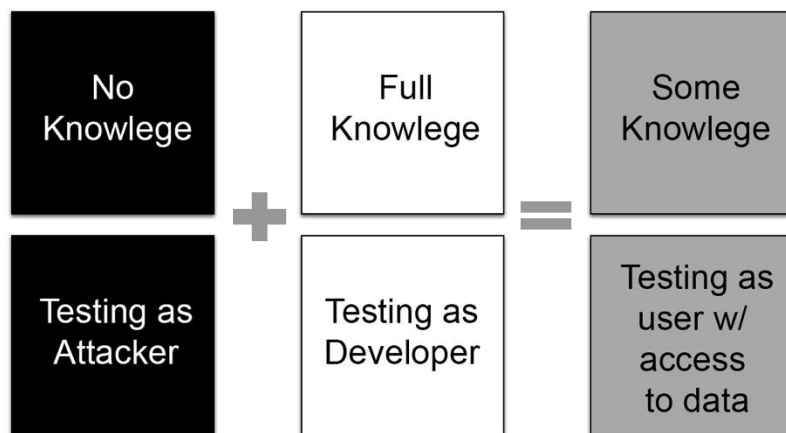 No
Knowlege
Full
Knowlege
Some
Knowlege
Testing as
Attacker
Testing as
Developer
Testing as
user w/
access
to data